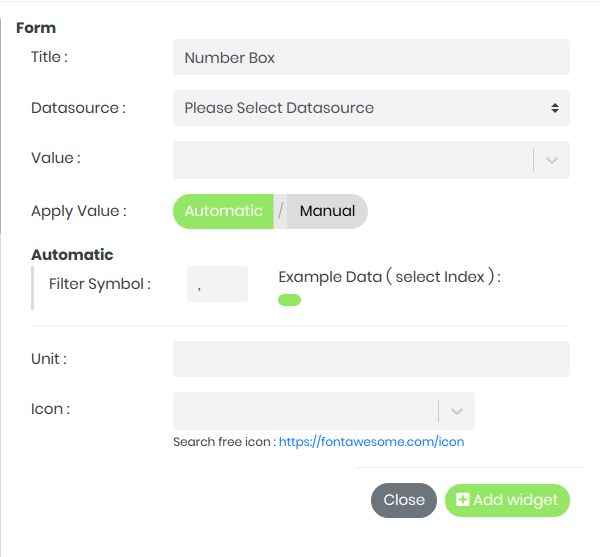 Form
Title : Number Box
Datasource : Please Select Datasource
Value :
Apply Value : Automatic / Manual
Automatic
Filter Symbol : , Example Data ( select Index ) :
Unit :
Icon :
Search free icon : https://fontawesome.com/icon
Close Add widget